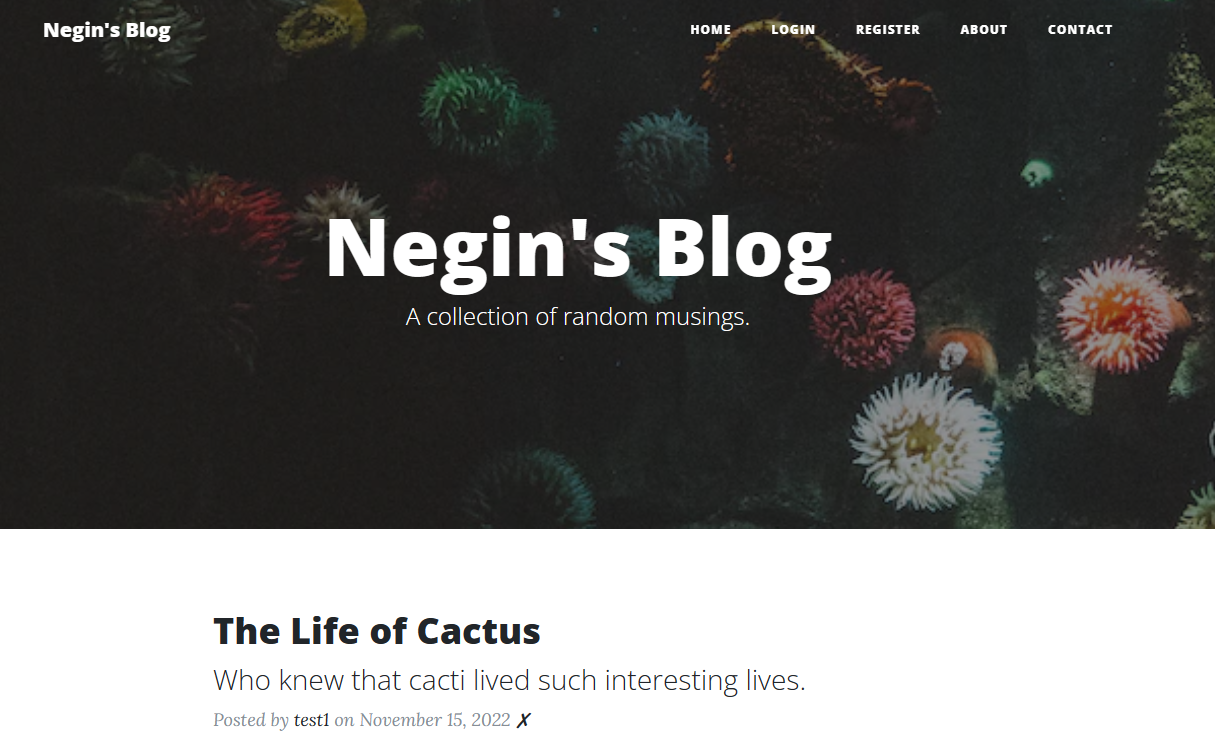 Negin's Blog
HOME LOGIN REGISTER ABOUT CONTACT
Negin's Blog
A collection of random musings.
The Life of Cactus
Who knew that cacti lived such interesting lives.
Posted by test1 on November 15, 2022 ✗